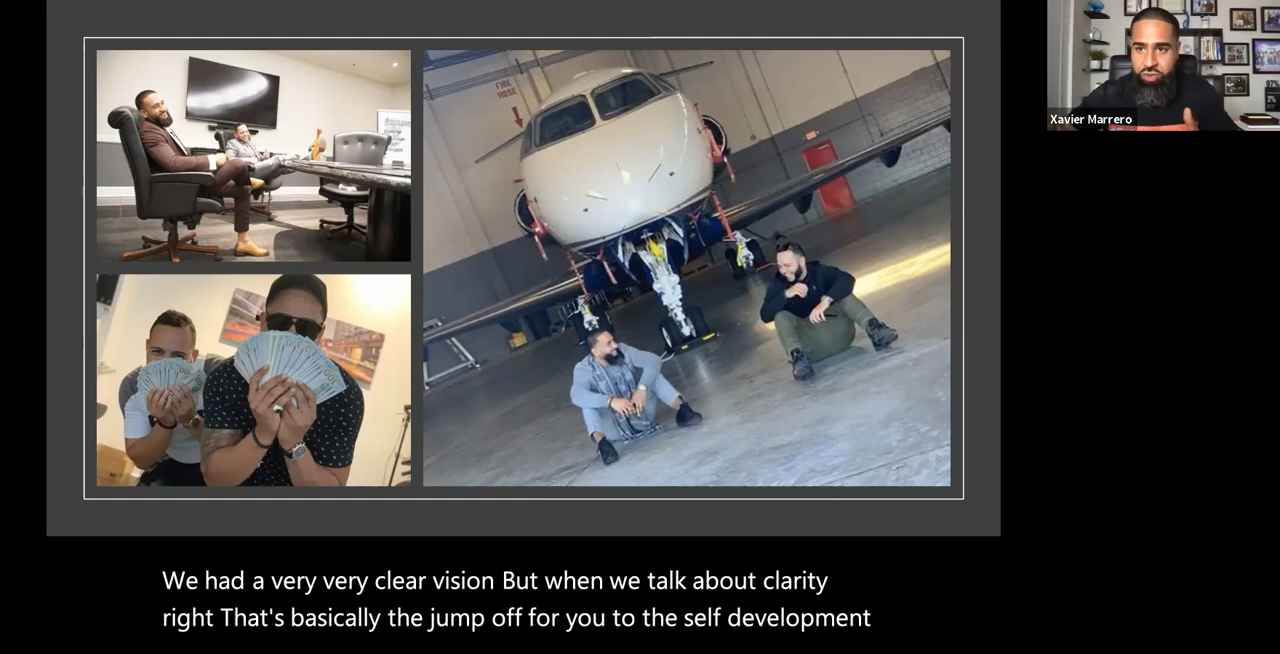 FIRE
HOSE
Xavier Marrero
We had a very very clear vision But when we talk about clarity
right That's basically the jump off for you to the self development